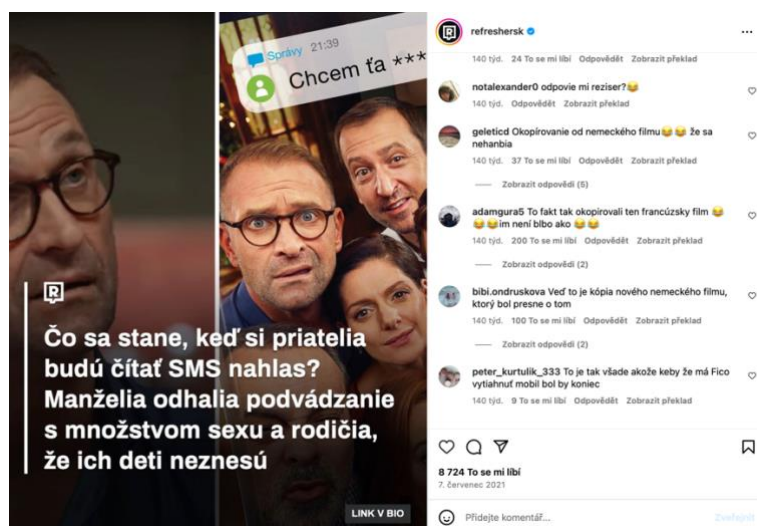 Správy 21:39
Chcem ťa ***
R
Čo sa stane, keď si priatelia
budú čítať SMS nahlas?
Manželia odhalia podvádzanie
s množstvom sexu a rodičia,
že ich deti neznesú
LINK V BIO
refreshersk
140 týd. 24 To se mi líbí Odpovědět Zobrazit překlad
notalexander0 odpovie mi reziser?😂
140 týd. Odpovědět Zobrazit překlad
geleticd Okopírovanie od nemeckého filmu😂😂 že sa
nehanbia
140 týd. 37 To se mi líbí Odpovědět Zobrazit překlad
Zobrazit odpovědi (5)
adamgura5 To fakt tak okopirovali ten francúzsky film 😂
😂😂im není blbo ako 😂😂
140 týd. 200 To se mi líbí Odpovědět Zobrazit překlad
Zobrazit odpovědi (2)
bibi.ondruskova Veď to je kópia nového nemeckého filmu,
ktorý bol presne o tom
140 týd. 100 To se mi líbí Odpovědět Zobrazit překlad
Zobrazit odpovědi (2)
peter_kurtulik_333 To je tak všade akože keby že má Fico
vytiahnuť mobil bol by koniec
140 týd. 9 To se mi líbí Odpovědět Zobrazit překlad
8 724 To se mi líbí
7. červenec 2021
Přidejte komentář...
Zveřejnit